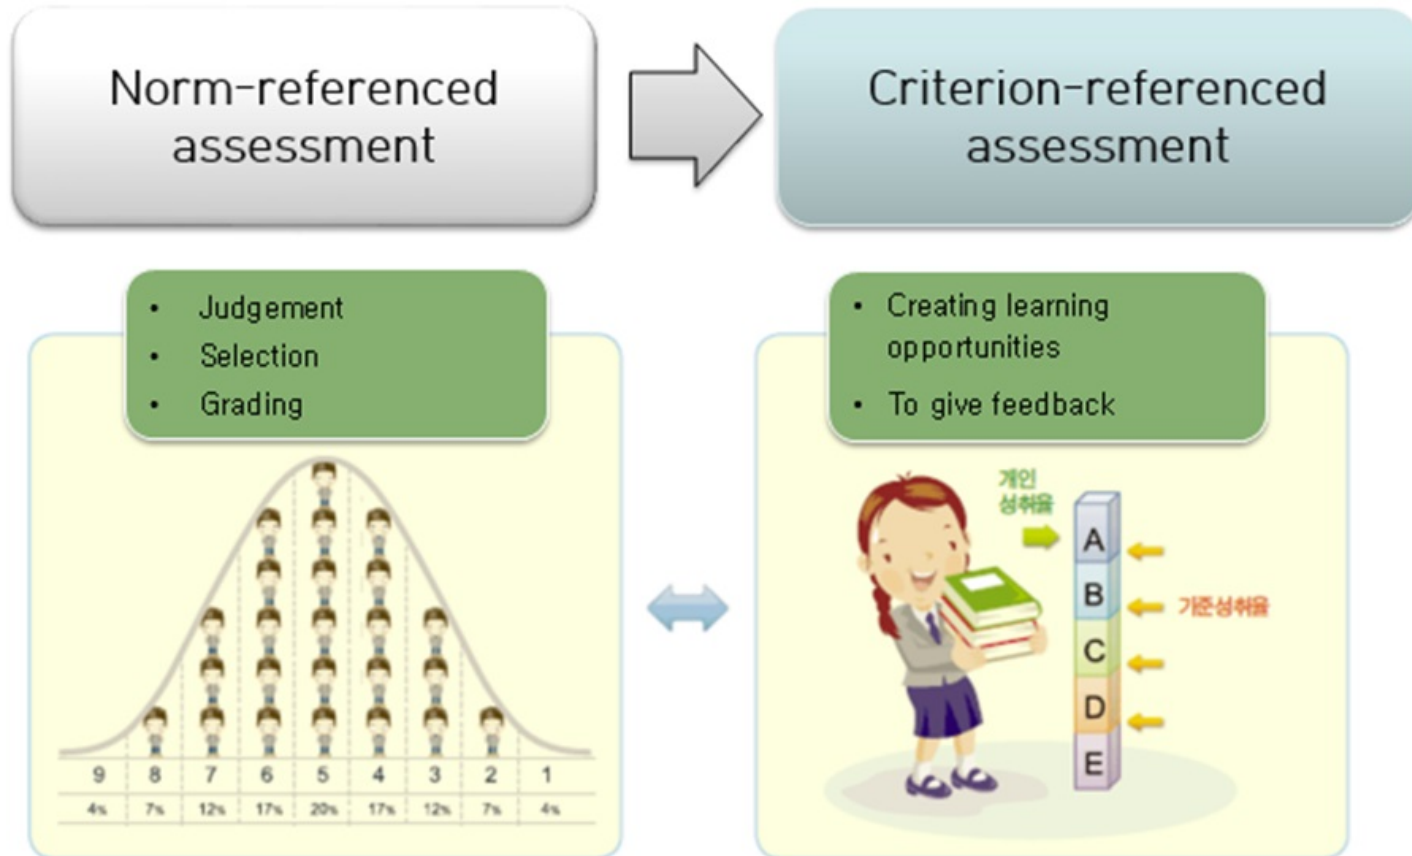 Norm-referenced
assessment
Criterion-referenced
assessment
• Judgement
• Selection
• Grading
• Creating learning
opportunities
• To give feedback
9 8 7 6 5 4 3 2 1
4% 7% 12% 17% 20% 17% 12% 7% 4%
개인
성취율
A
B
기준성취율
C
D
E